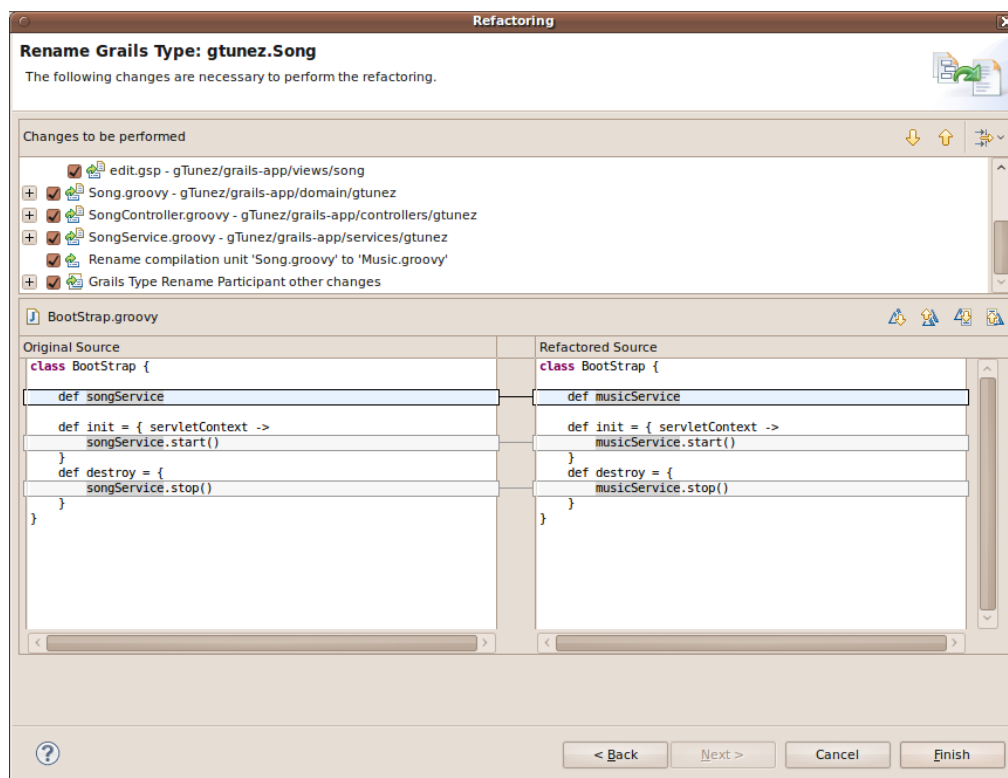 Refactoring
Rename Grails Type: gtunez.Song
The following changes are necessary to perform the refactoring.
Changes to be performed
edit.gsp - gTunez/grails-app/views/song
Song.groovy - gTunez/grails-app/domain/gtunez
SongController.groovy - gTunez/grails-app/controllers/gtunez
SongService.groovy - gTunez/grails-app/services/gtunez
Rename compilation unit 'Song.groovy' to 'Music.groovy'
Grails Type Rename Participant other changes
J BootStrap.groovy
Original Source
class BootStrap {
def songService
def init = { servletContext ->
songService.start()
}
def destroy = {
songService.stop()
}
}
Refactored Source
class BootStrap {
def musicService
def init = { servletContext ->
musicService.start()
}
def destroy = {
musicService.stop()
}
}
?
< Back
Next >
Cancel
Finish